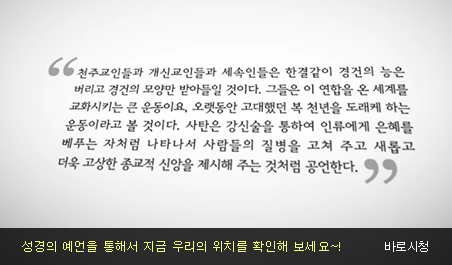 “천주교인들과 개신교인들과 세속인들은 한결같이 경건의 능은
버리고 경건의 모양만 받아들일 것이다. 그들은 이 연합을 온 세계를
교화시키는 큰 운동이요, 오랫동안 고대했던 복 천년을 도래케 하는
운동이라고 볼 것이다. 사탄은 강신술을 통하여 인류에게 은혜를
베푸는 자처럼 나타나서 사람들의 질병을 고쳐 주고 새롭고
더욱 고상한 종교적 신앙을 제시해 주는 것처럼 공언한다.”
성경의 예언을 통해서 지금 우리의 위치를 확인해 보세요~! 바로시청